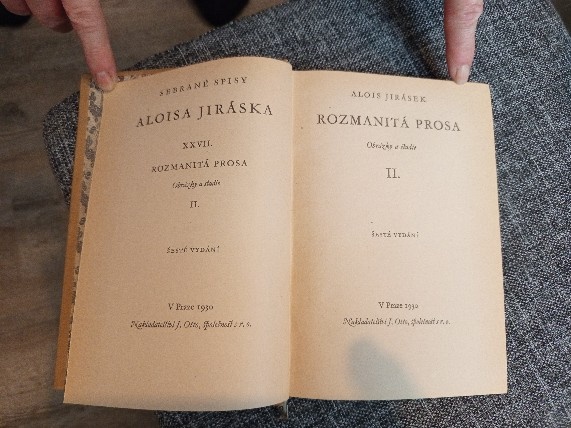 SEBRANÉ SPISY
ALOISA JIRÁSKA
XXVII.
ROZMANITÁ PROSA
Obrázky a studie
II.
ŠESTÉ VYDÁNÍ
V Praze 1930
Nakladatelství J. Otto, společnost s r. o.
ALOIS JIRÁSEK
ROZMANITÁ PROSA
Obrázky a studie
II.
ŠESTÉ VYDÁNÍ
V Praze 1930
Nakladatelství J. Otto, společnost s r. o.